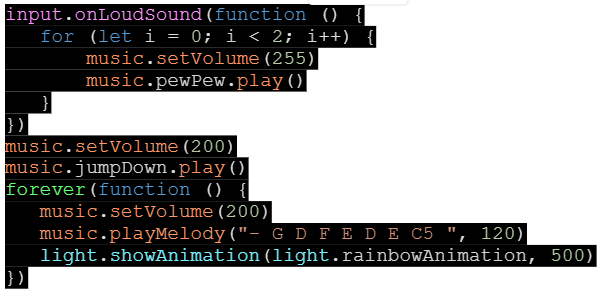 input.onLoudSound(function () {
    for (let i = 0; i < 2; i++) {
        music.setVolume(255)
        music.pewPew.play()
    }
})
music.setVolume(200)
music.jumpDown.play()
forever(function () {
    music.setVolume(200)
    music.playMelody("- G D F E D E C5 ", 120)
    light.showAnimation(light.rainbowAnimation, 500)
})